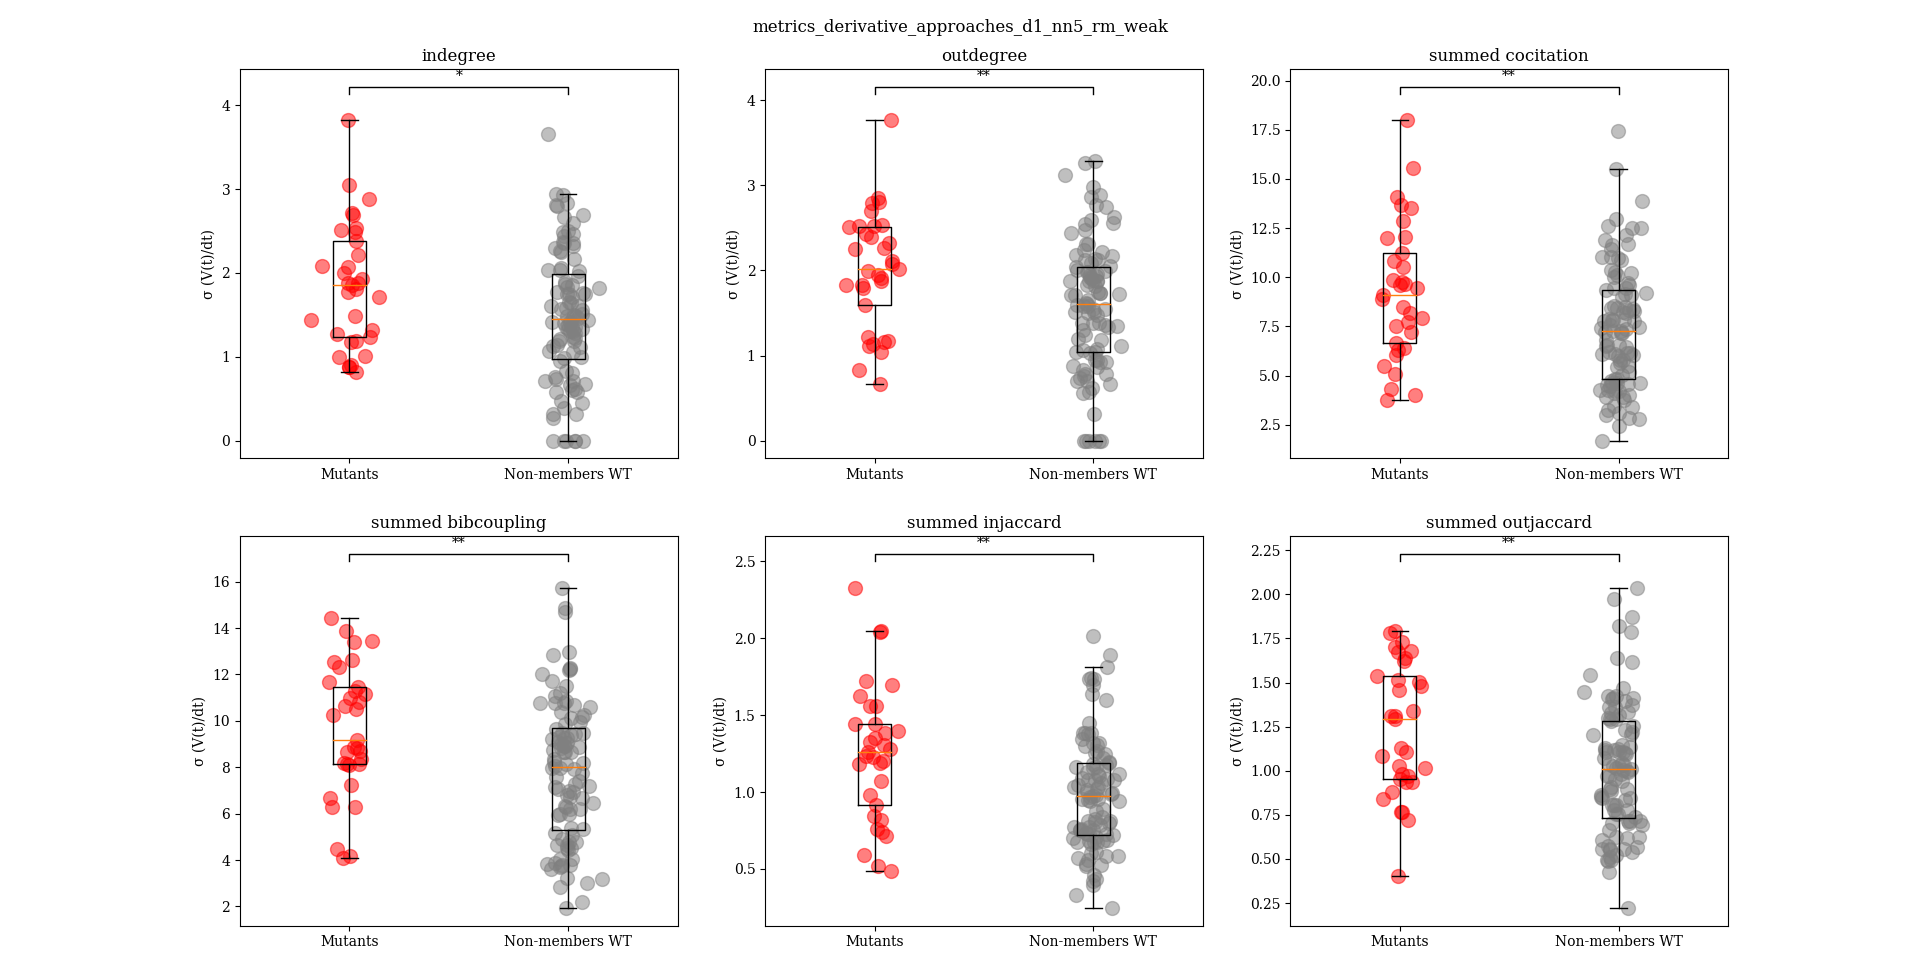 metrics_derivative_approaches_d1_nn5_rm_weak
indegree
*
σ (V(t)/dt)
4
3
2
1
0
Mutants
Non-members WT
outdegree
**
σ (V(t)/dt)
4
3
2
1
0
Mutants
Non-members WT
summed cocitation
**
σ (V(t)/dt)
20.0
17.5
15.0
12.5
10.0
7.5
5.0
2.5
Mutants
Non-members WT
summed bibcoupling
**
σ (V(t)/dt)
16
14
12
10
8
6
4
2
Mutants
Non-members WT
summed injaccard
**
σ (V(t)/dt)
2.5
2.0
1.5
1.0
0.5
Mutants
Non-members WT
summed outjaccard
**
σ (V(t)/dt)
2.25
2.00
1.75
1.50
1.25
1.00
0.75
0.50
0.25
Mutants
Non-members WT